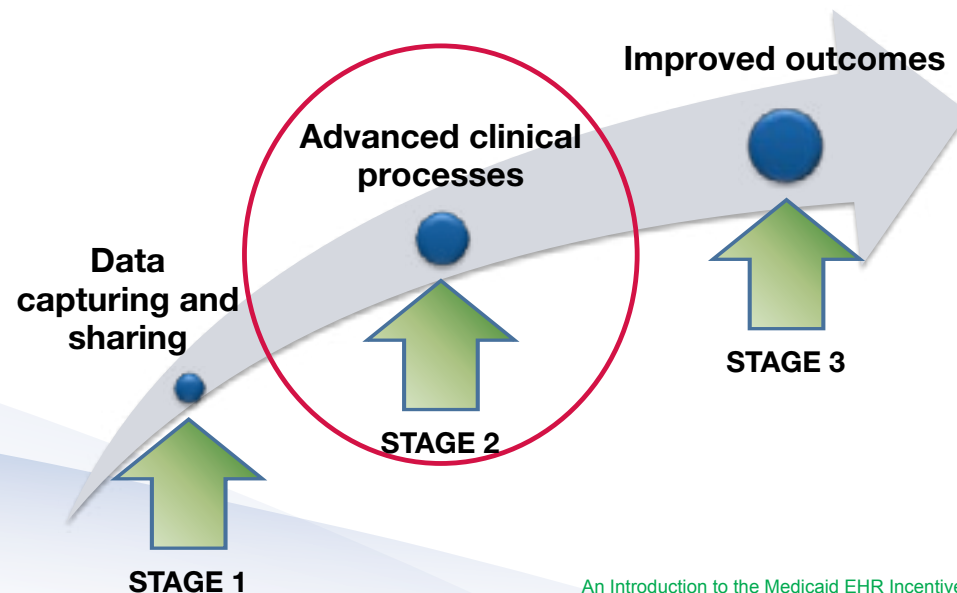 Improved outcomes
Advanced clinical
processes
Data
capturing and
sharing
STAGE 3
STAGE 2
STAGE 1
An Introduction to the Medicaid EHR Incentive